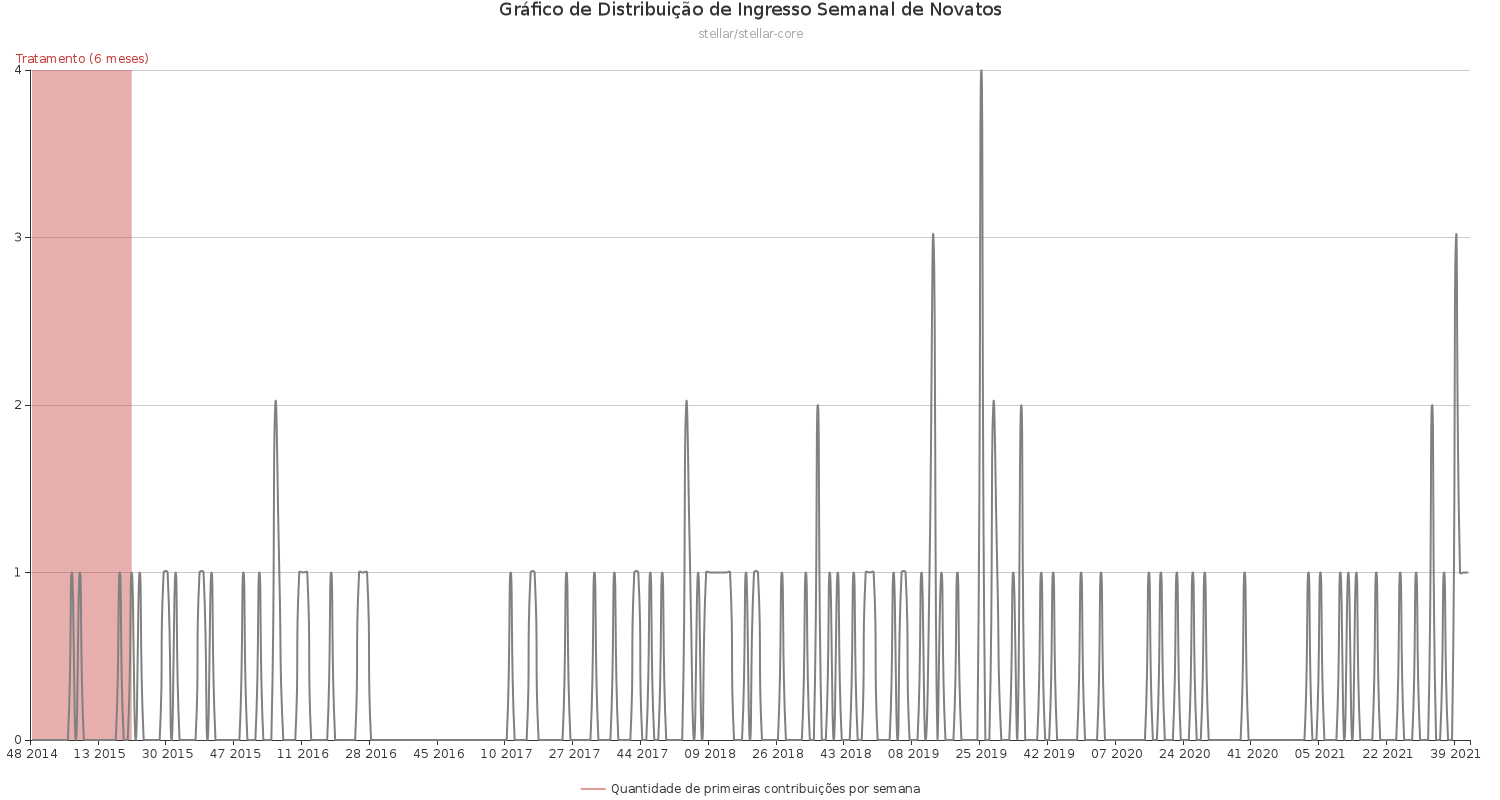 Gráfico de Distribuição de Ingresso Semanal de Novatos
stellar/stellar-core
Tratamento (6 meses)
4
3
2
1
0
48 2014 13 2015 30 2015 47 2015 11 2016 28 2016 45 2016 10 2017 27 2017 44 2017 09 2018 26 2018 43 2018 08 2019 25 2019 42 2019 07 2020 24 2020 41 2020 05 2021 22 2021 39 2021
Quantidade de primeiras contribuições por semana